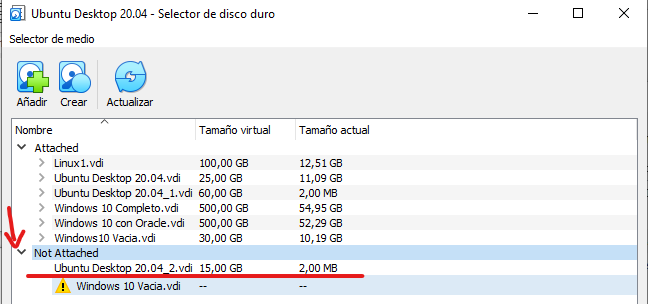 Ubuntu Desktop 20.04 - Selector de disco duro
Selector de medio
Añadir Crear Actualizar
Nombre Tamaño virtual Tamaño actual
Attached
Linux1.vdi 100,00 GB 12,51 GB
Ubuntu Desktop 20.04.vdi 25,00 GB 11,09 GB
Ubuntu Desktop 20.04_1.vdi 60,00 GB 2,00 MB
Windows 10 Completo.vdi 500,00 GB 54,95 GB
Windows 10 con Oracle.vdi 500,00 GB 52,29 GB
Windows10 Vacia.vdi 30,00 GB 10,19 GB
Not Attached
Ubuntu Desktop 20.04_2.vdi 15,00 GB 2,00 MB
Windows 10 Vacia.vdi -- --